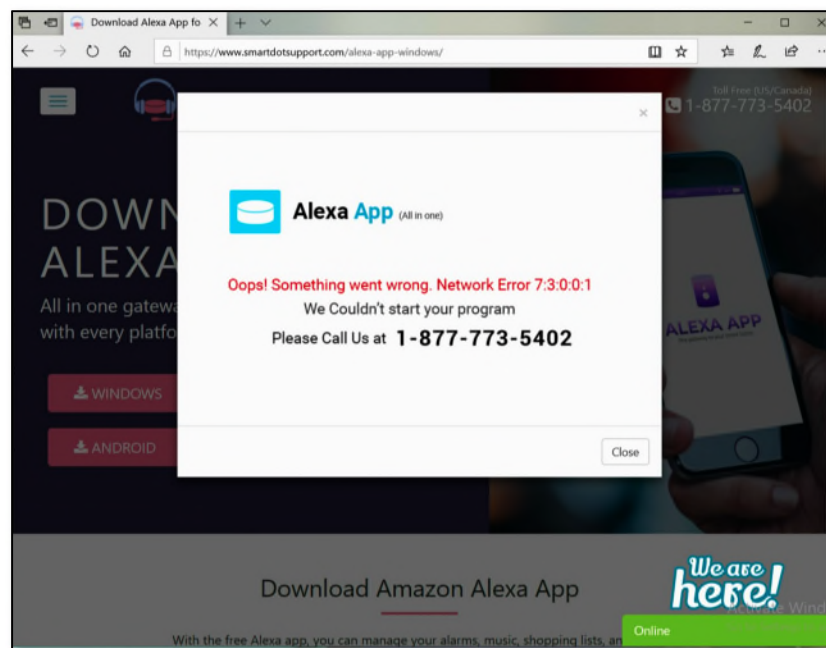 Download Alexa App fo
https://www.smartdotsupport.com/alexa-app-windows/
Toll Free (US/Canada)
1-877-773-5402
Alexa App (All in one)
Oops! Something went wrong. Network Error 7:3:0:0:1
We Couldn't start your program
Please Call Us at 1-877-773-5402
Close
DOWN
ALEXA
All in one gatewa
with every platfo
WINDOWS
ANDROID
ALEXA APP
Download Amazon Alexa App
With the free Alexa app, you can manage your alarms, music, shopping lists, an
We are
here!
Activate Wind
Online